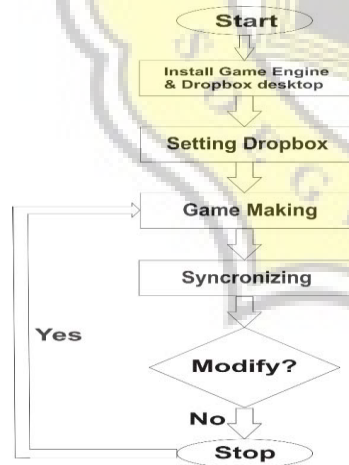 Start
Install Game Engine
& Dropbox desktop
Setting Dropbox
Game Making
Syncronizing
Yes
Modify?
No
Stop